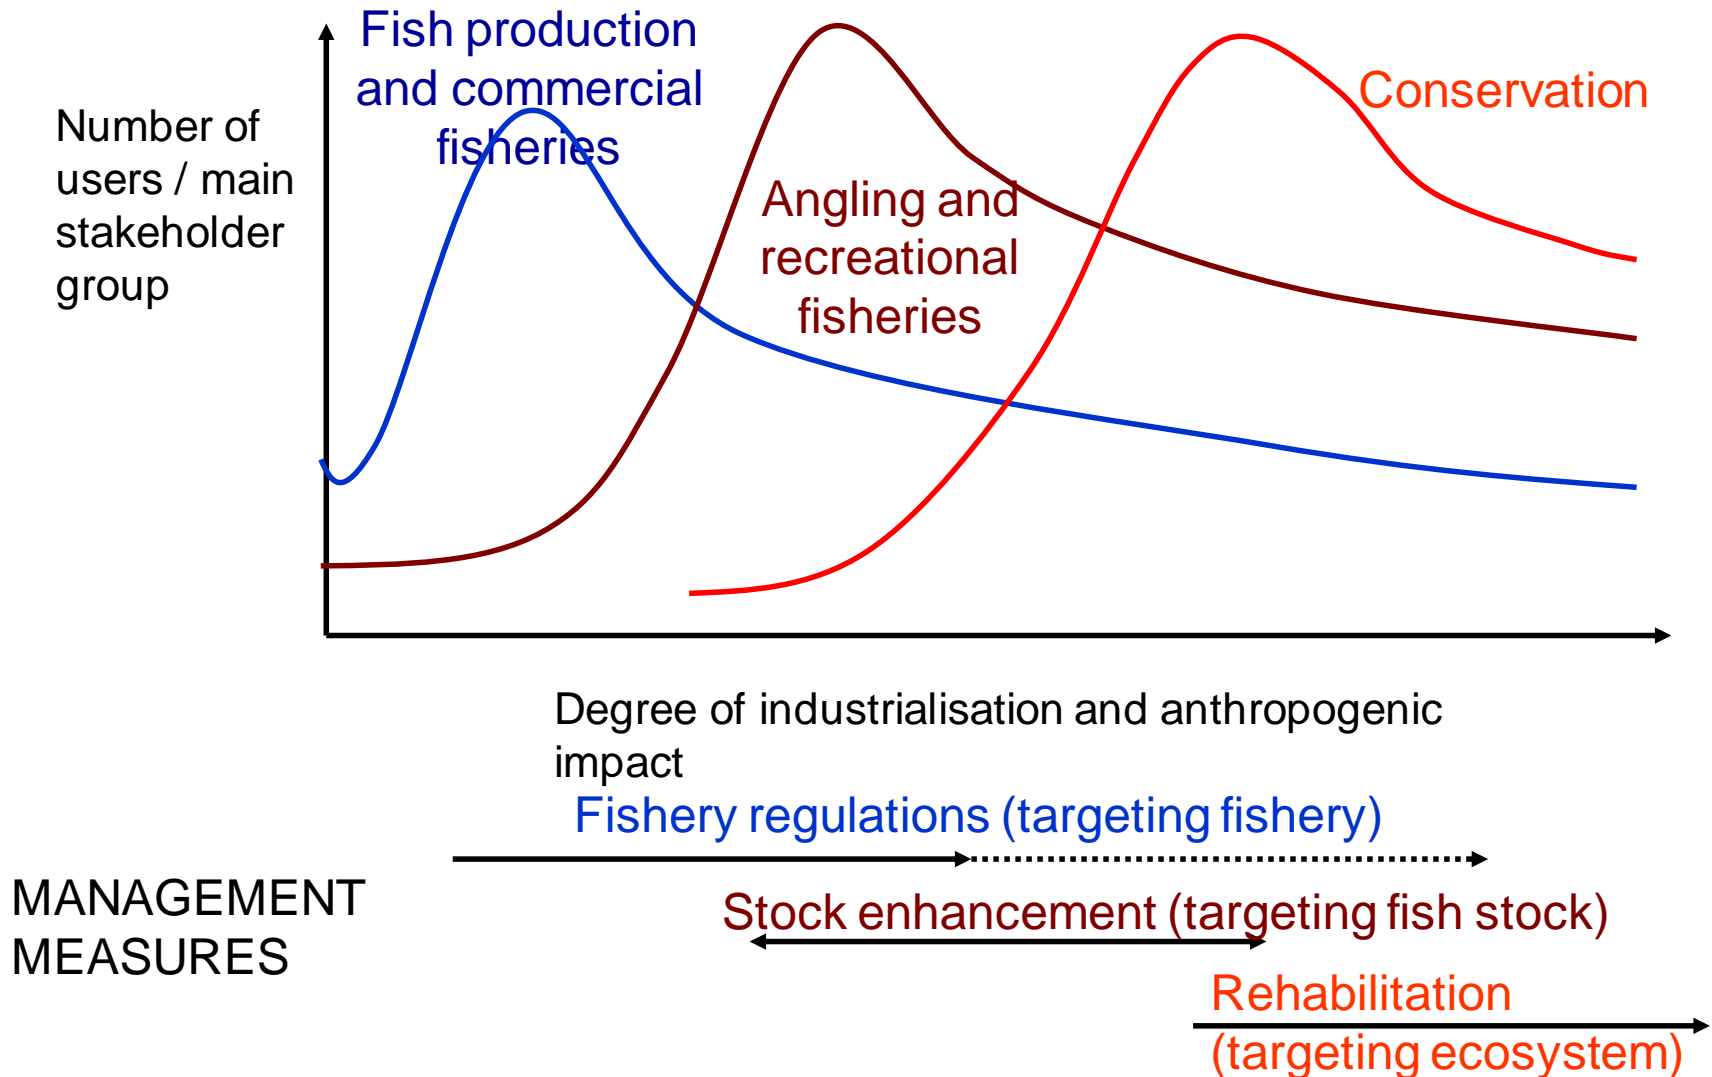 Fish production
and commercial
fisheries
Number of
users / main
stakeholder
group
Conservation
Angling and
recreational
fisheries
Degree of industrialisation and anthropogenic
impact
Fishery regulations (targeting fishery)
MANAGEMENT
MEASURES
Stock enhancement (targeting fish stock)
Rehabilitation
(targeting ecosystem)